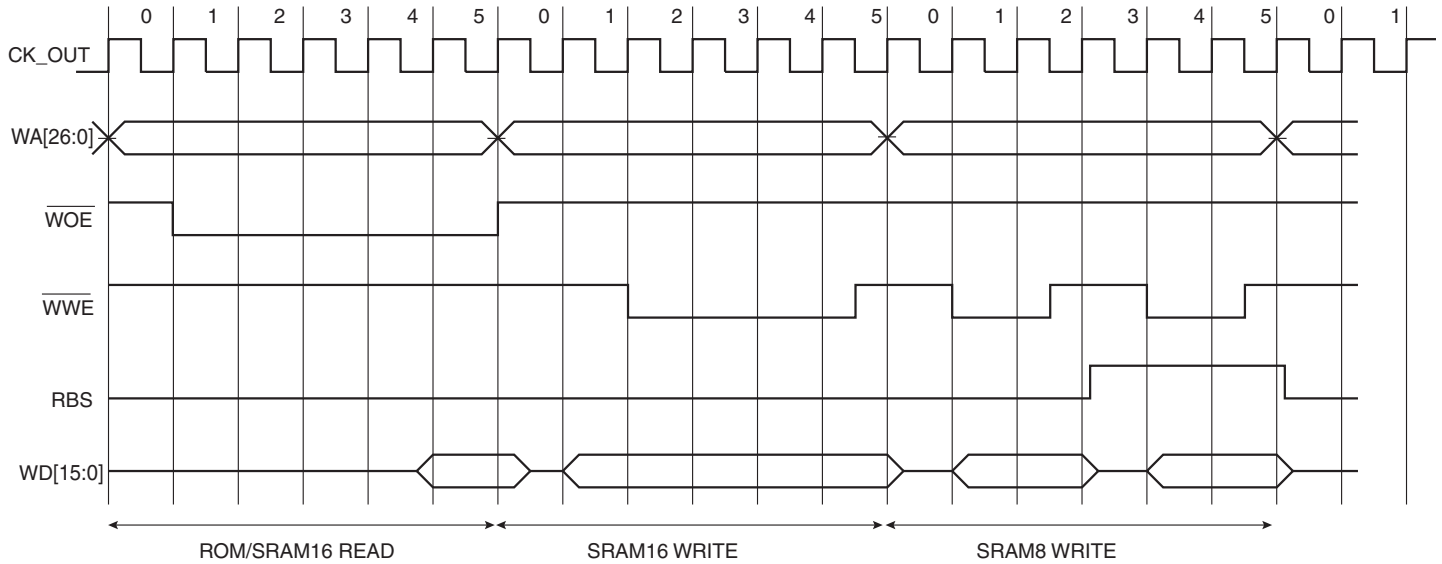 0 1 2 3 4 5 0 1 2 3 4 5 0 1 2 3 4 5 0 1
CK_OUT
WA[26:0]
WOE
WWE
RBS
WD[15:0]
ROM/SRAM16 READ SRAM16 WRITE SRAM8 WRITE